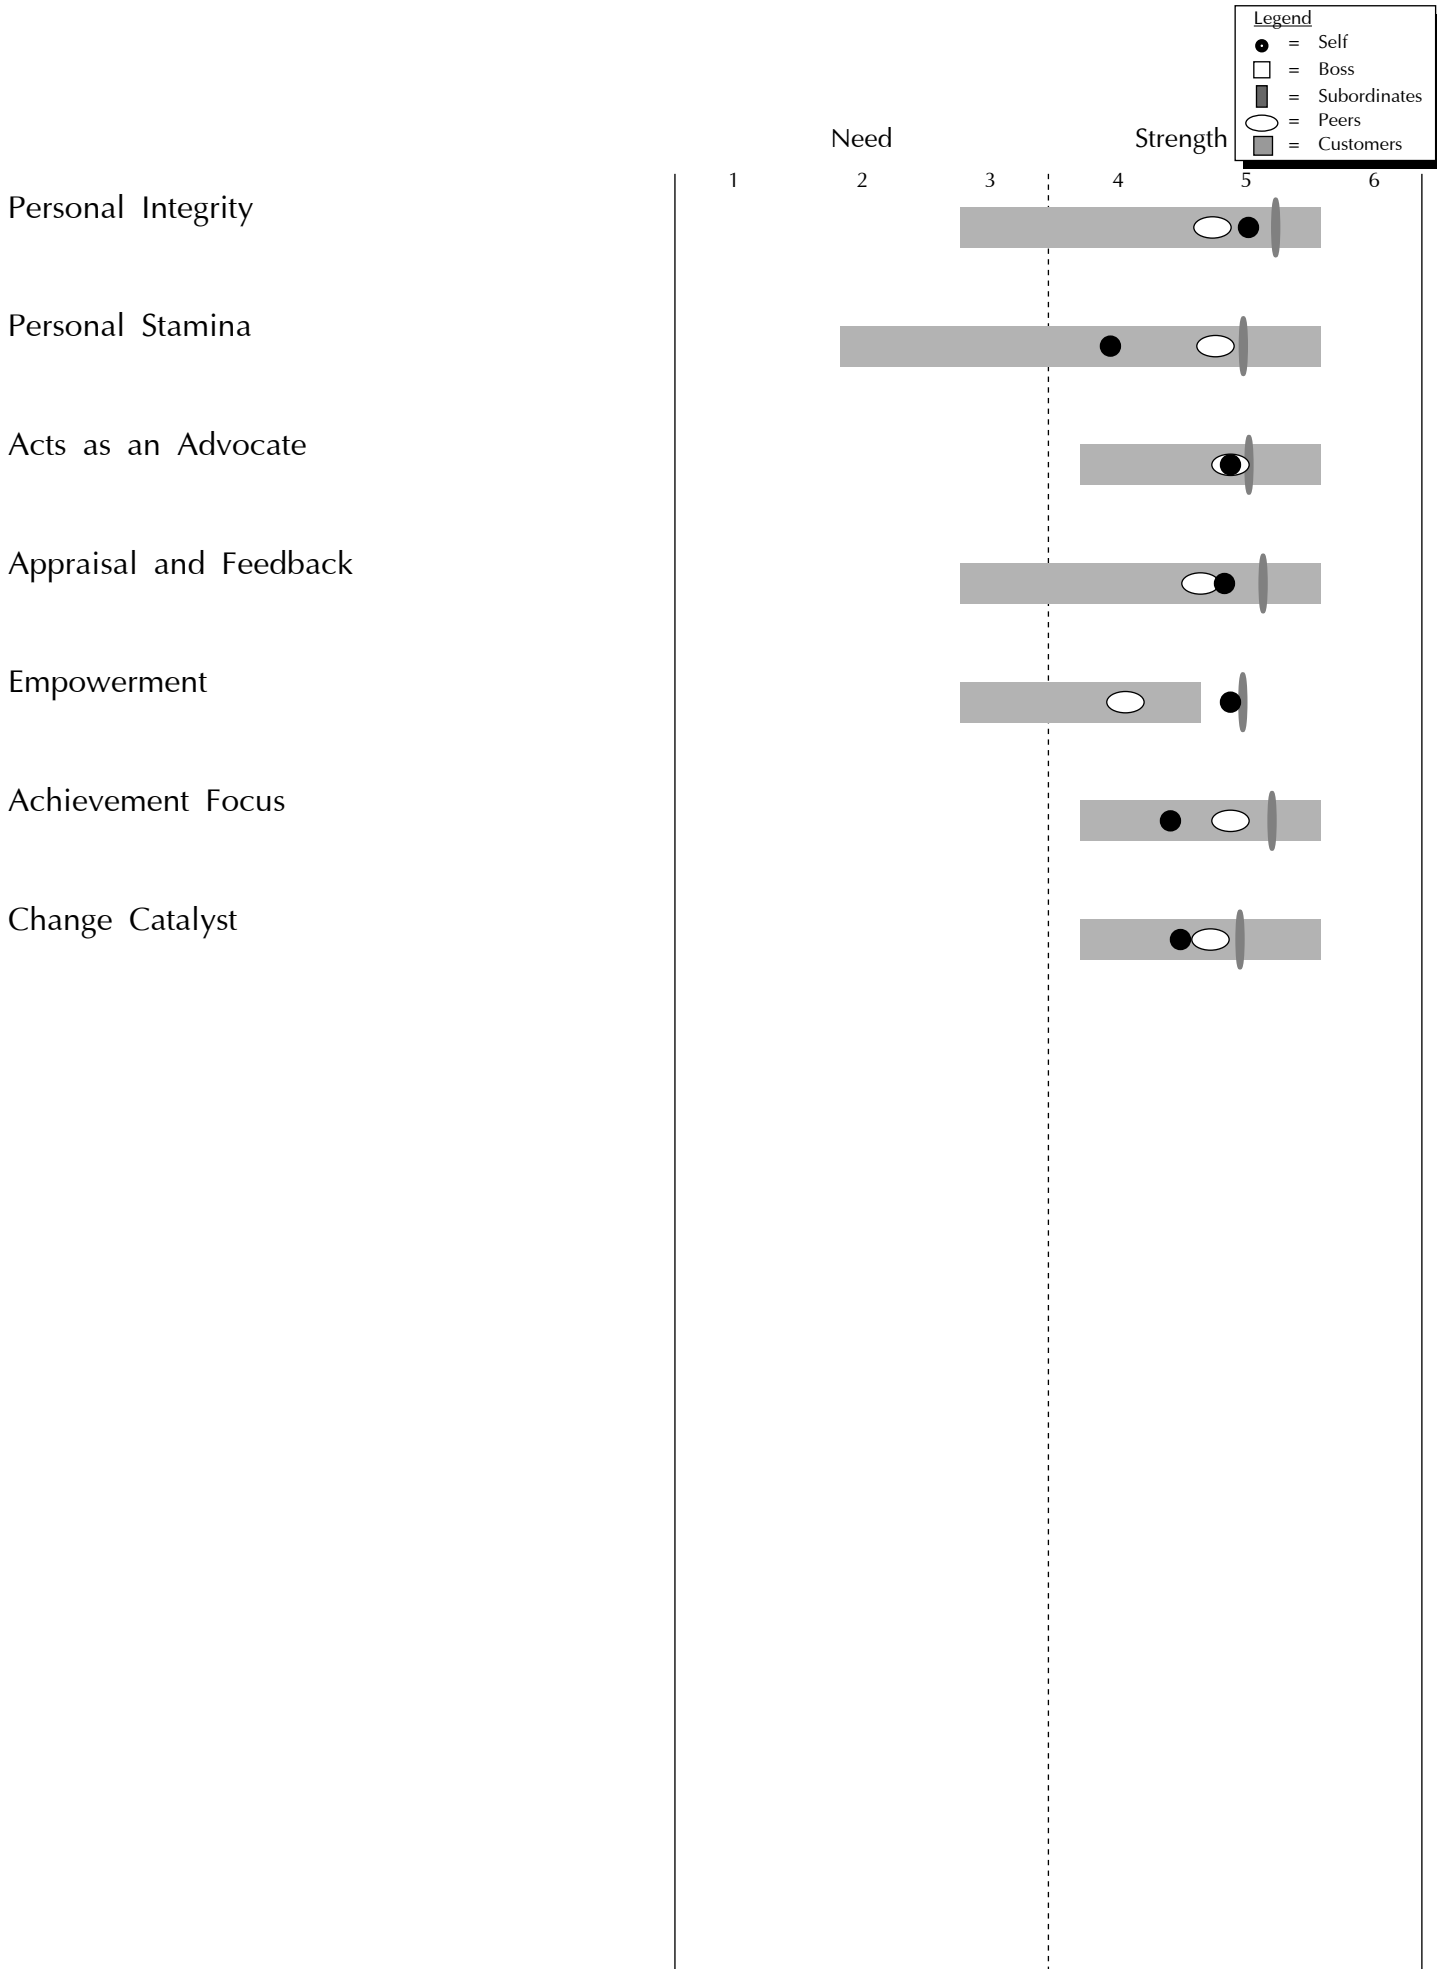 Legend
= Self
= Boss
= Subordinates
= Peers
= Customers
Need Strength
1 2 3 4 5 6
Personal Integrity
Personal Stamina
Acts as an Advocate
Appraisal and Feedback
Empowerment
Achievement Focus
Change Catalyst